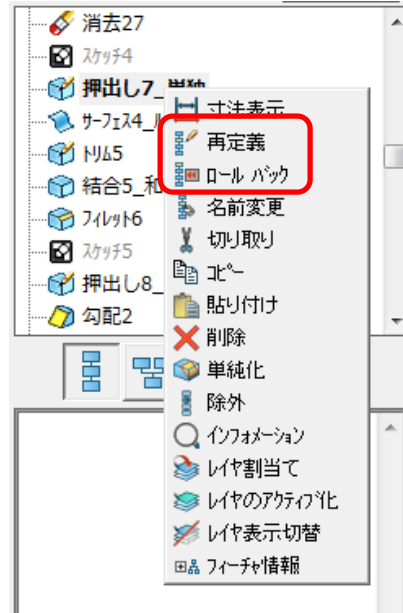 消去27
スケッチ4
押出し7_単独
寸法表示
サーフェス4_
再定義
トリム5
ロール バック
結合5_和
名前変更
フィレット6
切り取り
スケッチ5
コピー
押出し8_
貼り付け
勾配2
削除
単純化
除外
インフォメーション
レイヤ割当て
レイヤのアクティブ化
レイヤ表示切替
フィーチャ情報